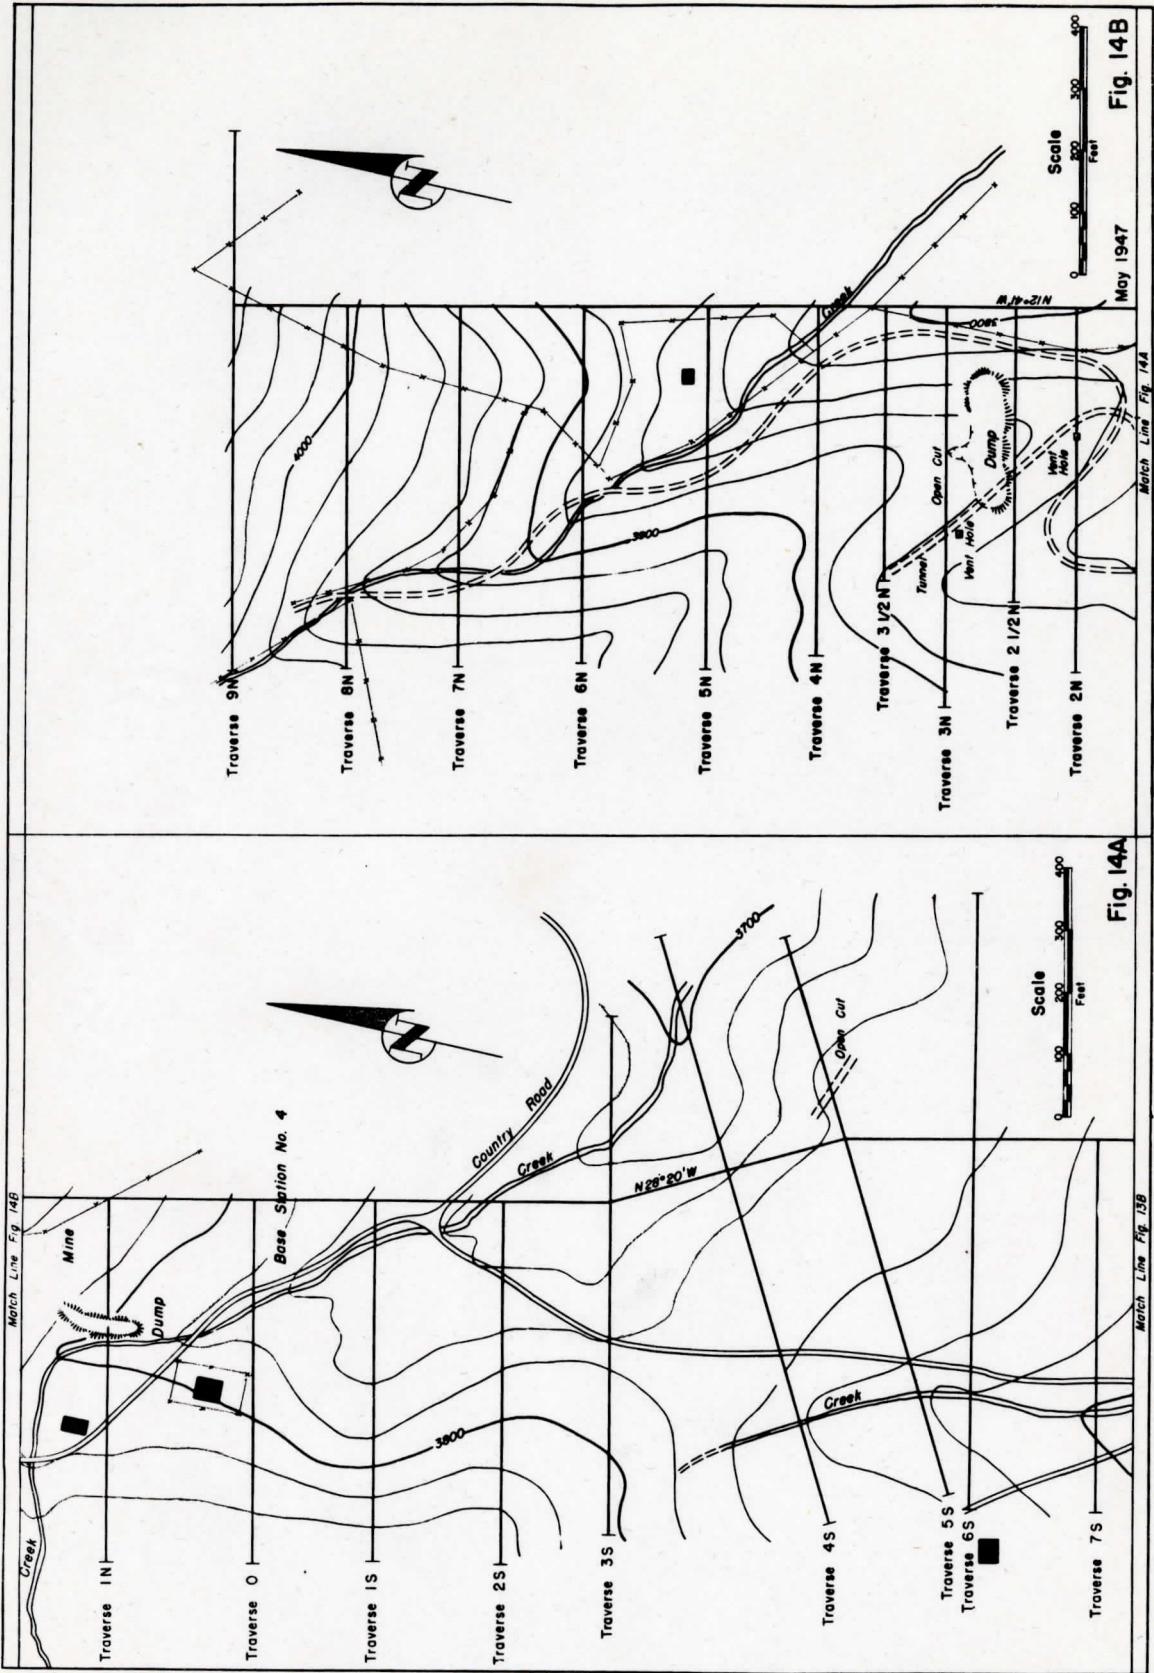 Match Line Fig. 14B
Creek
Mine
Dump
Traverse 1N
Base Station No. 4
Traverse 0
Traverse 1S
Country Road
3800
Traverse 2S
Creek
Traverse 3S
N 28° 20' W
3700
Creek
Open Cut
Traverse 4S
Traverse 5S
Traverse 6S
Traverse 7S
Scale
0 100 200 300 400
Feet
Fig. 14A
Match Line Fig. 13B
Traverse 9N
4000
Traverse 8N
Traverse 7N
Traverse 6N
3900
Traverse 5N
Creek
Traverse 4N
Traverse 3 1/2N
Tunnel
Vent Hole
Open Cut
Dump
3800
N12°41'W
Traverse 3N
Traverse 2 1/2N
Vent
Hole
Traverse 2N
Scale
0 100 200 300 400
Feet
May 1947
Fig. 14B
Match Line Fig. 14A